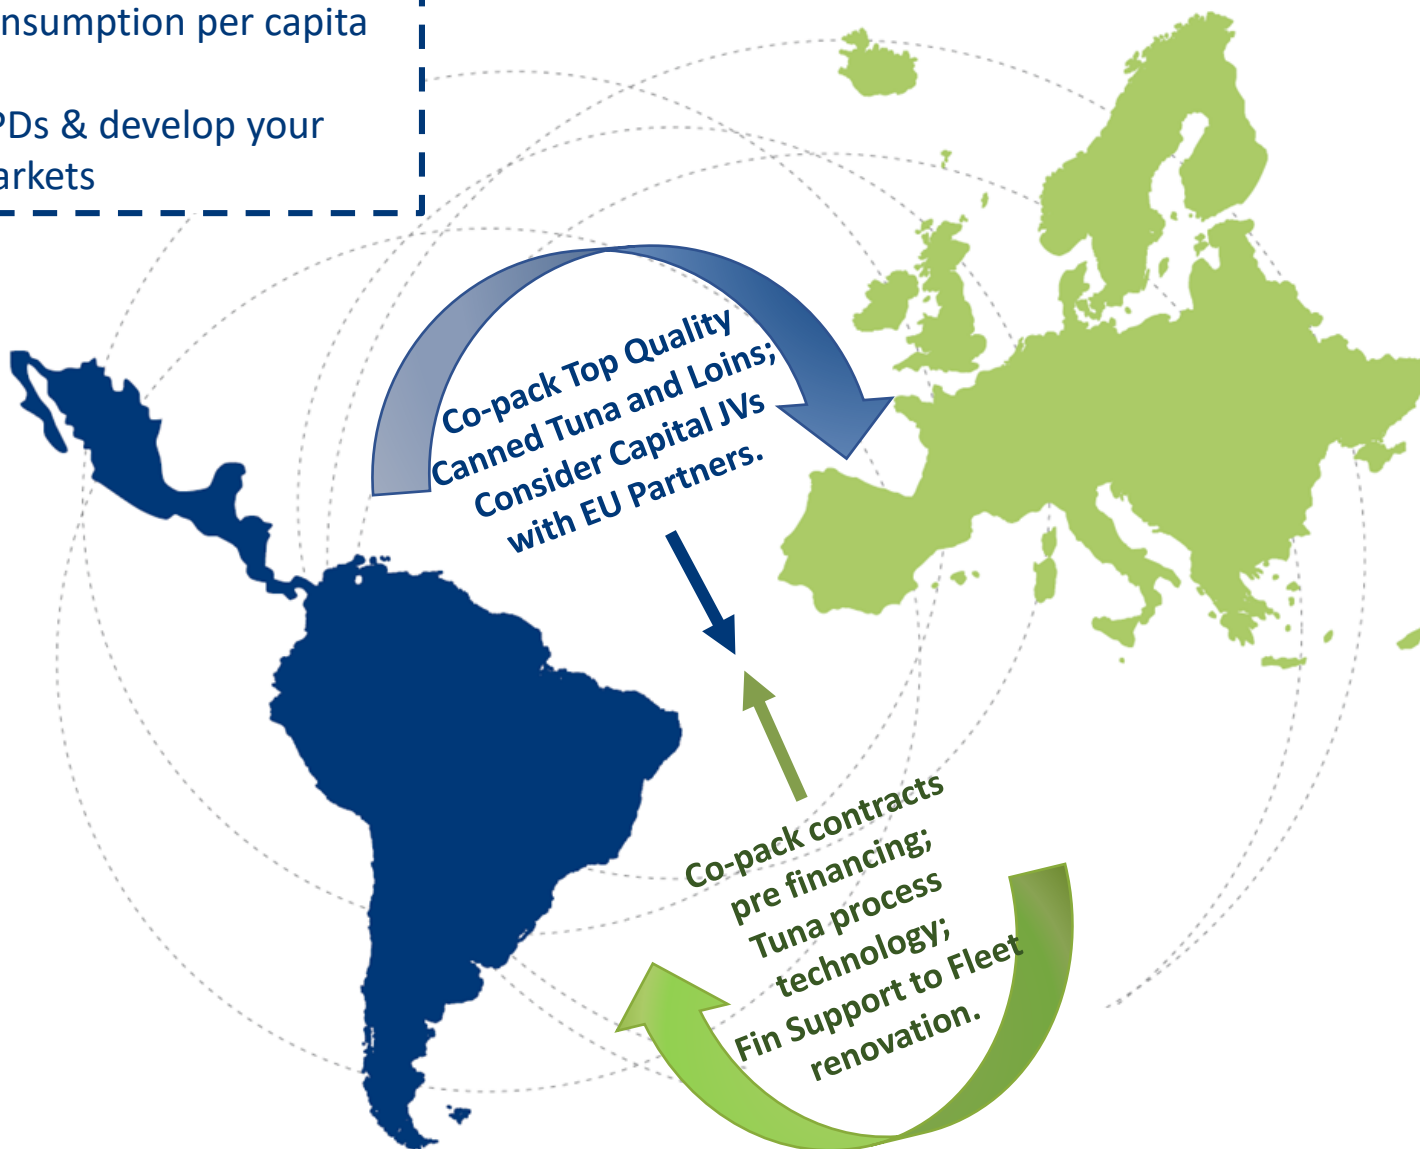 nsumption per capita
PDs & develop your
arkets
Co-pack Top Quality
Canned Tuna and Loins;
Consider Capital JVs
with EU Partners.
Co-pack contracts
pre financing;
Tuna process
technology;
Fin Support to Fleet
renovation.